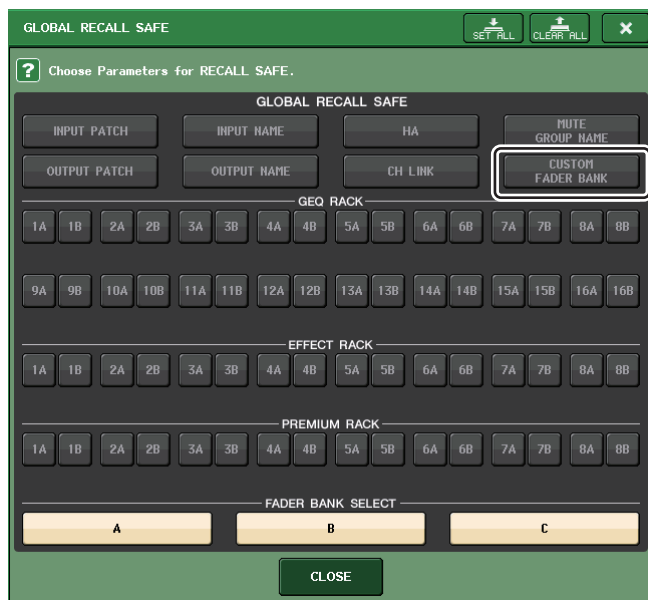 GLOBAL RECALL SAFE
SET ALL
CLEAR ALL
×
? Choose Parameters for RECALL SAFE.
GLOBAL RECALL SAFE
INPUT PATCH INPUT NAME HA MUTE GROUP NAME
OUTPUT PATCH OUTPUT NAME CH LINK CUSTOM FADER BANK
GEQ RACK
1A 1B 2A 2B 3A 3B 4A 4B 5A 5B 6A 6B 7A 7B 8A 8B
9A 9B 10A 10B 11A 11B 12A 12B 13A 13B 14A 14B 15A 15B 16A 16B
EFFECT RACK
1A 1B 2A 2B 3A 3B 4A 4B 5A 5B 6A 6B 7A 7B 8A 8B
PREMIUM RACK
1A 1B 2A 2B 3A 3B 4A 4B 5A 5B 6A 6B 7A 7B 8A 8B
FADER BANK SELECT
A B C
CLOSE